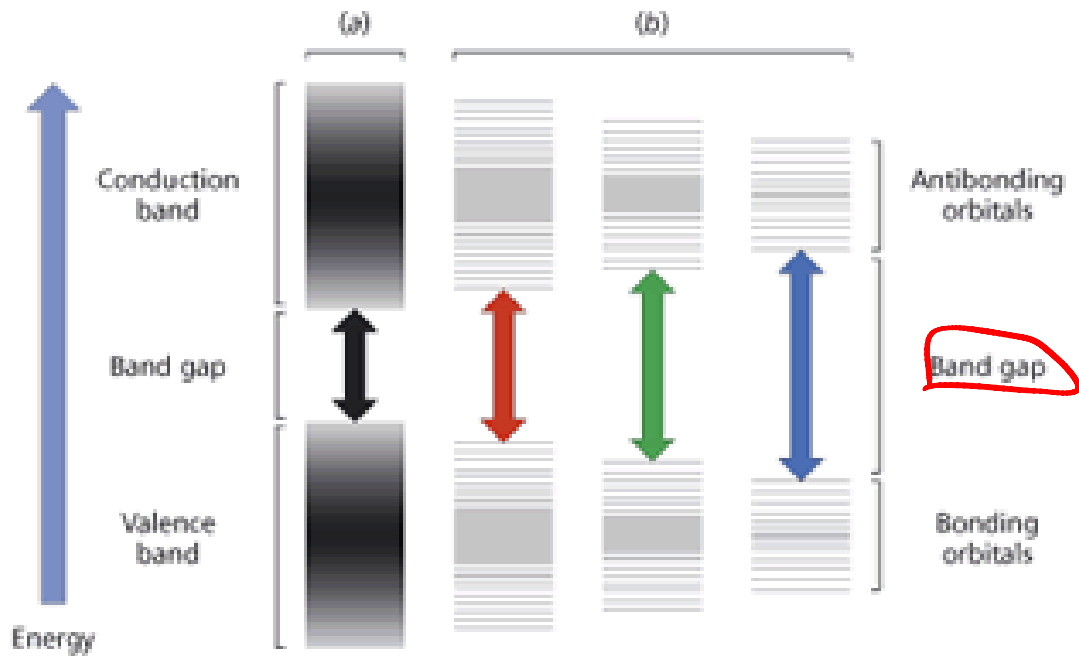 (a)
(b)
Conduction
band
Antibonding
orbitals
Band gap
Band gap
Valence
band
Bonding
orbitals
Energy